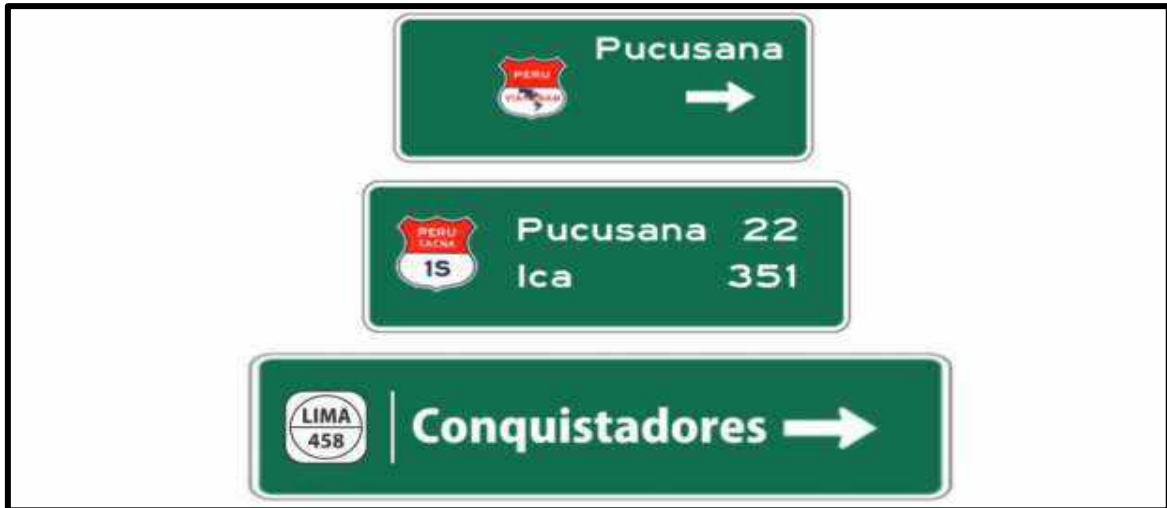 Pucusana
PERU
PERU
TACNA
1S
Pucusana 22
Ica 351
LIMA
458
Conquistadores